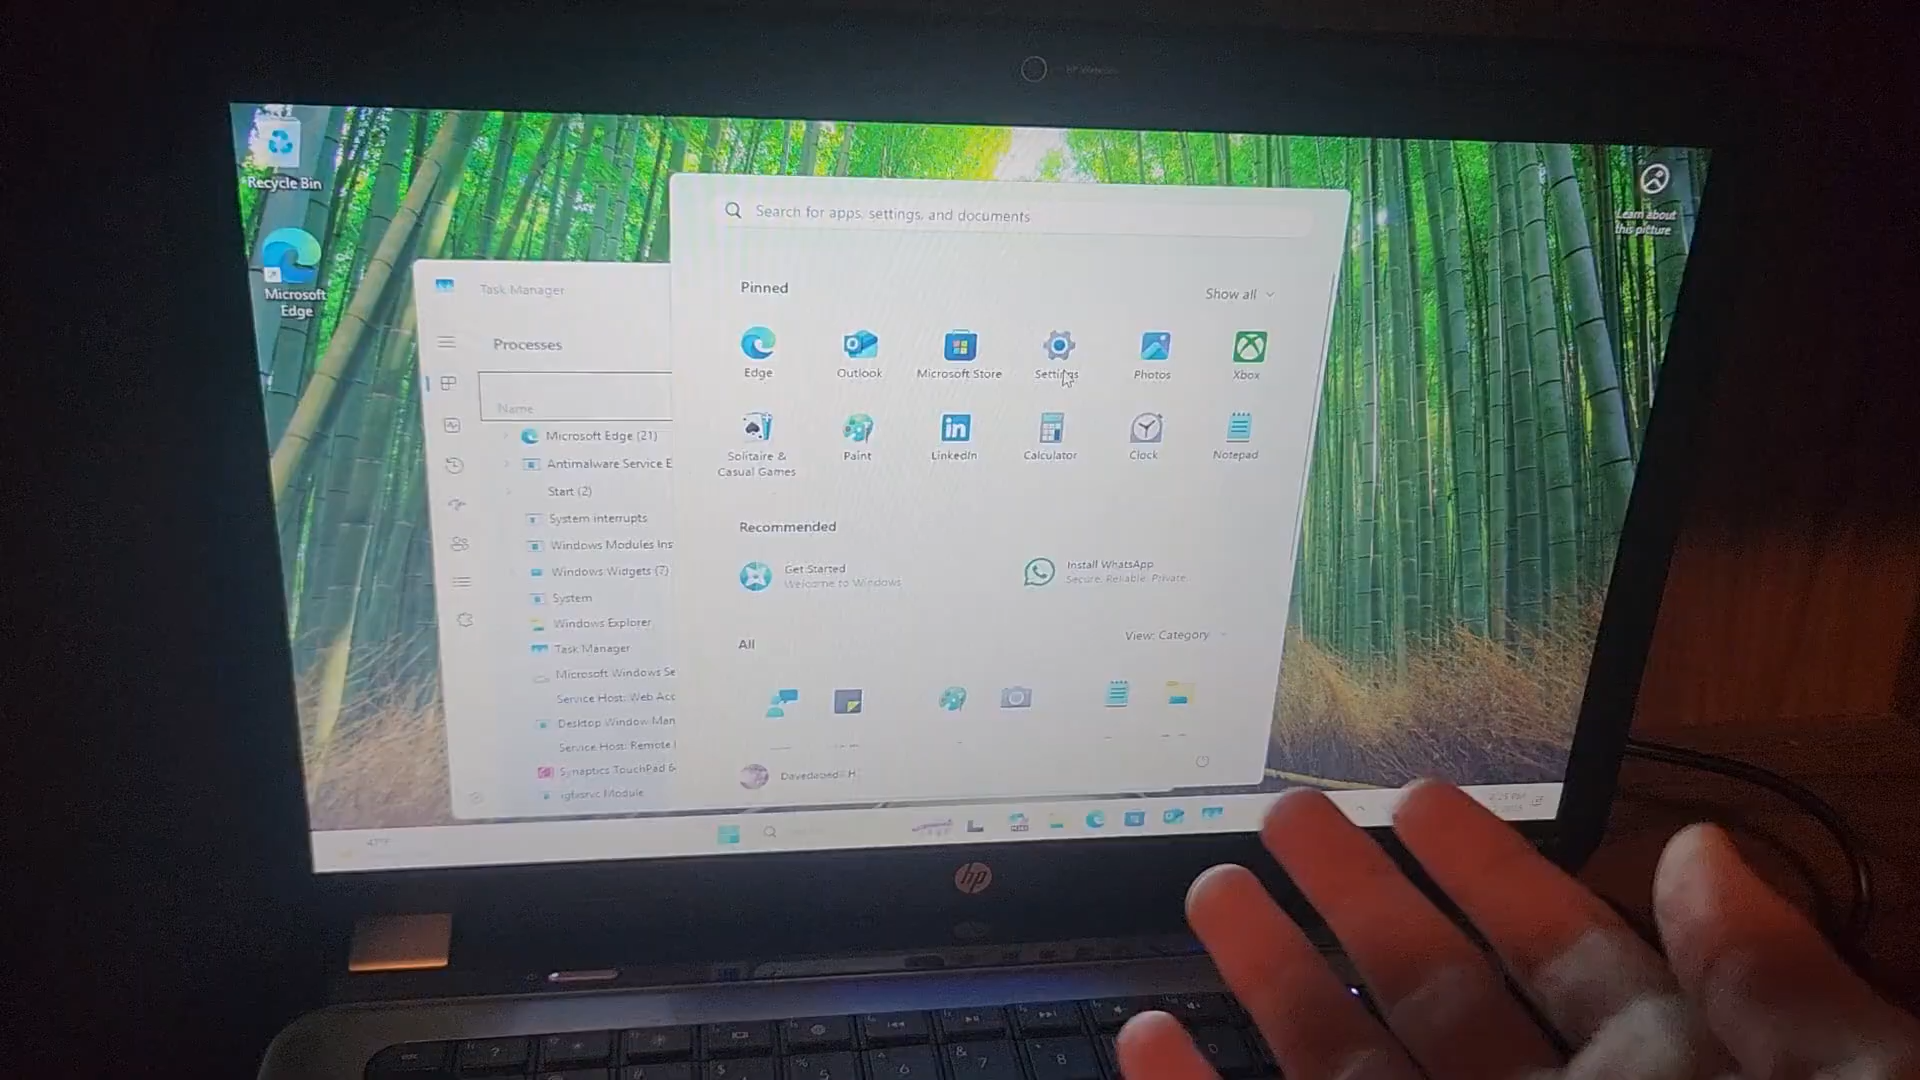 Recycle Bin
Microsoft
Edge
Learn about
this picture
Search for apps, settings, and documents
Pinned
Show all
Edge
Outlook
Microsoft Store
Settings
Photos
Xbox
Solitaire &
Casual Games
Paint
LinkedIn
Calculator
Clock
Notepad
Recommended
Get Started
Welcome to Windows
Install WhatsApp
Secure. Reliable. Private.
All
View: Category
Task Manager
Processes
Name
Microsoft Edge (21)
Antimalware Service E
Start (2)
System interrupts
Windows Modules Ins
Windows Widgets (7)
System
Windows Explorer
Task Manager
Microsoft Windows Se
Service Host: Web Acc
Desktop Window Man
Service Host: Remote
Synaptics TouchPad 6
igfxsrvc Module
hp